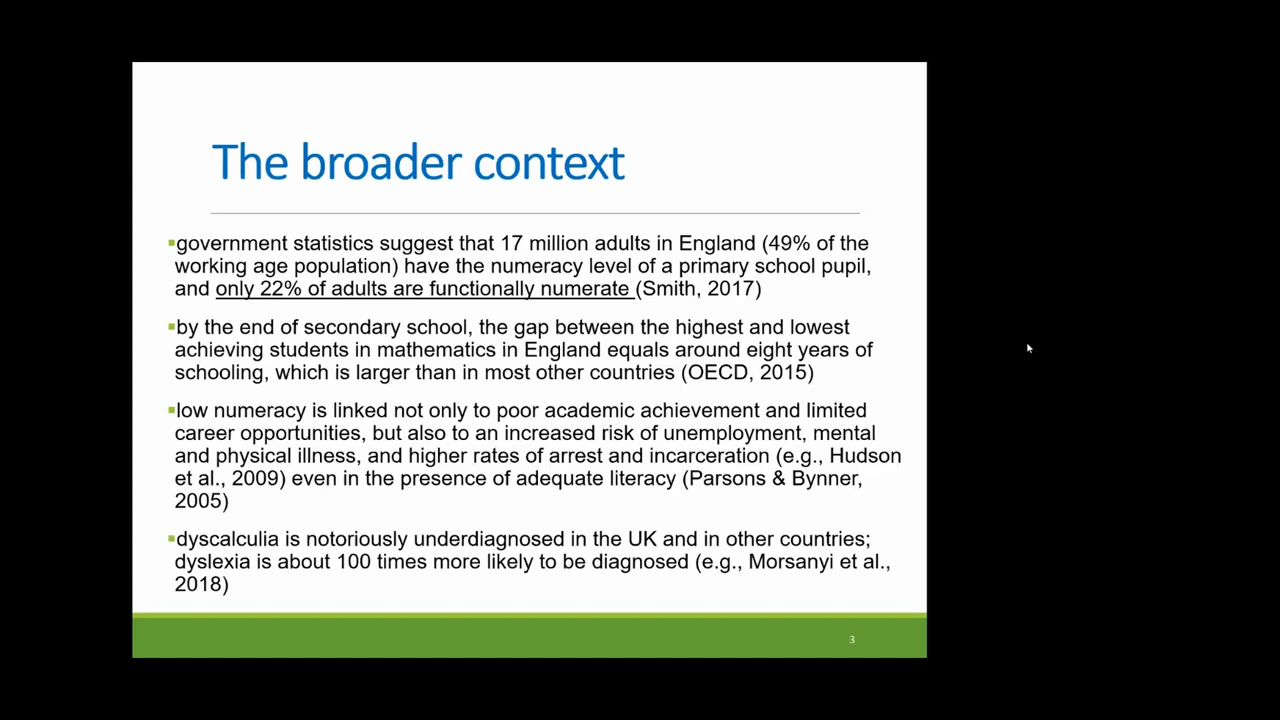 The broader context
▪government statistics suggest that 17 million adults in England (49% of the
working age population) have the numeracy level of a primary school pupil,
and only 22% of adults are functionally numerate (Smith, 2017)
▪by the end of secondary school, the gap between the highest and lowest
achieving students in mathematics in England equals around eight years of
schooling, which is larger than in most other countries (OECD, 2015)
▪low numeracy is linked not only to poor academic achievement and limited
career opportunities, but also to an increased risk of unemployment, mental
and physical illness, and higher rates of arrest and incarceration (e.g., Hudson
et al., 2009) even in the presence of adequate literacy (Parsons & Bynner,
2005)
▪dyscalculia is notoriously underdiagnosed in the UK and in other countries;
dyslexia is about 100 times more likely to be diagnosed (e.g., Morsanyi et al.,
2018)
3